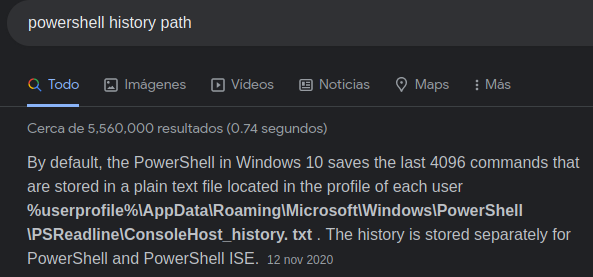 powershell history path
Todo Imágenes Vídeos Noticias Maps Más
Cerca de 5,560,000 resultados (0.74 segundos)
By default, the PowerShell in Windows 10 saves the last 4096 commands that
are stored in a plain text file located in the profile of each user
%userprofile%\AppData\Roaming\Microsoft\Windows\PowerShell
\PSReadline\ConsoleHost_history. txt . The history is stored separately for
PowerShell and PowerShell ISE. 12 nov 2020